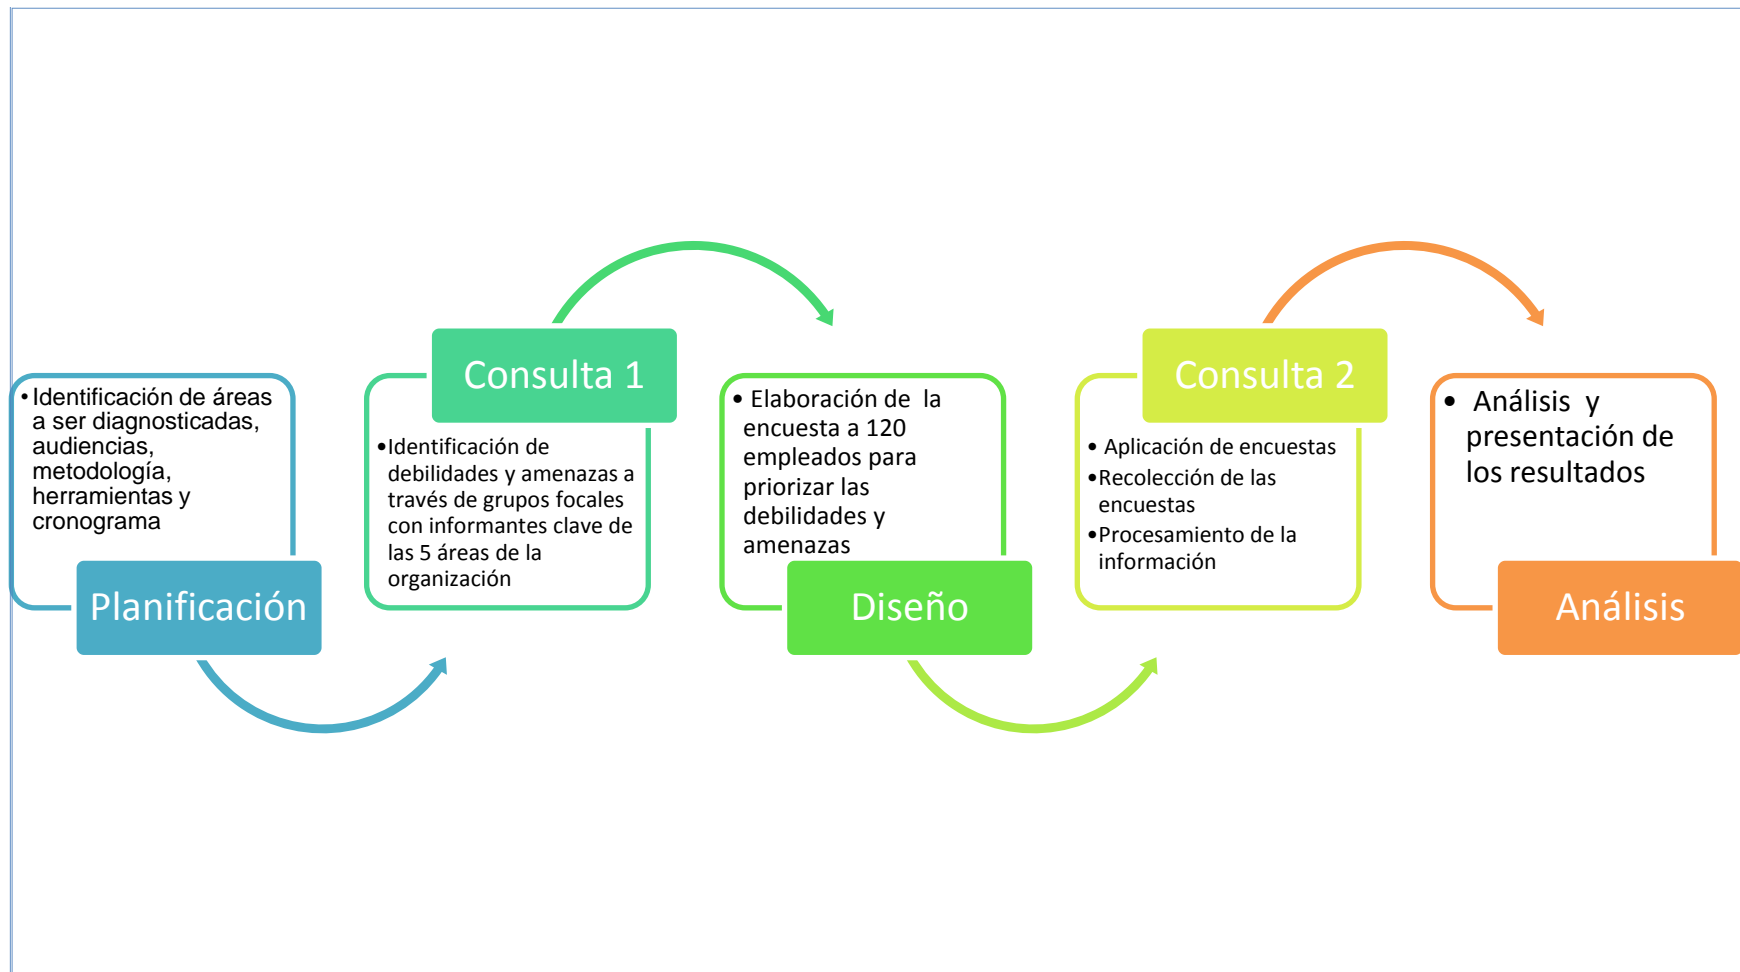 • Identificación de áreas
a ser diagnosticadas,
audiencias,
metodología,
herramientas y
cronograma
Planificación
Consulta 1
•Identificación de
debilidades y amenazas a
través de grupos focales
con informantes clave de
las 5 áreas de la
organización
• Elaboración de la
encuesta a 120
empleados para
priorizar las
debilidades y
amenazas
Diseño
Consulta 2
• Aplicación de encuestas
•Recolección de las
encuestas
•Procesamiento de la
información
• Análisis y
presentación de
los resultados
Análisis